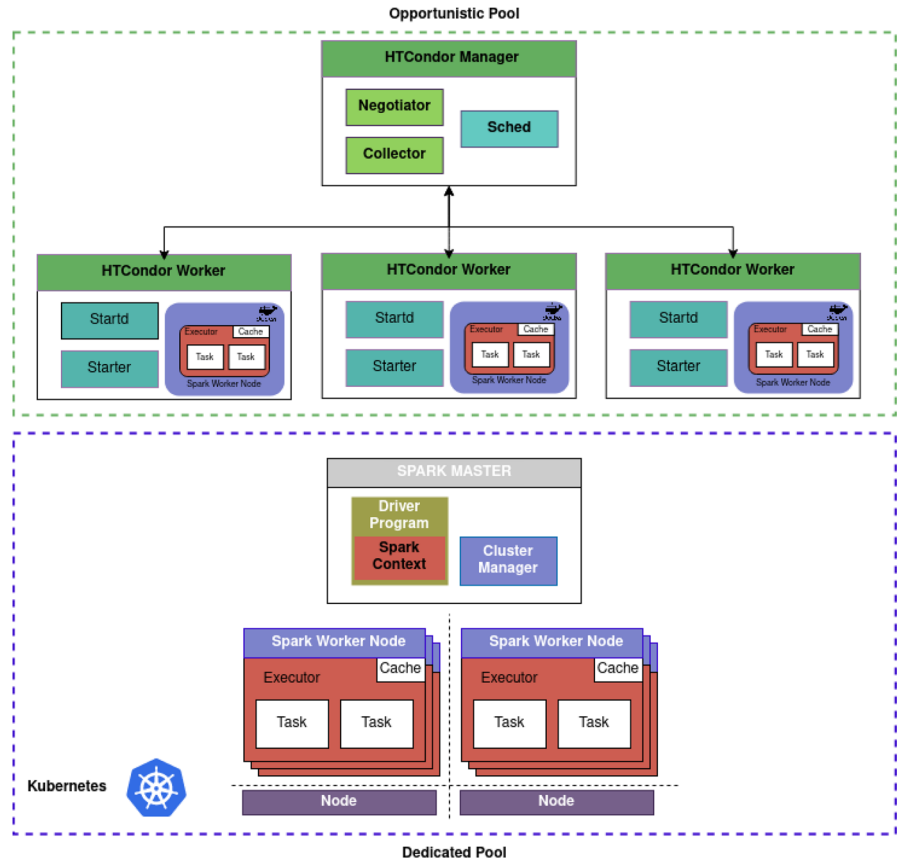 Opportunistic Pool
HTCondor Manager
Negotiator
Sched
Collector
HTCondor Worker
Startd
Starter
Executor
Cache
Task
Task
Spark Worker Node
HTCondor Worker
Startd
Starter
Executor
Cache
Task
Task
Spark Worker Node
HTCondor Worker
Startd
Starter
Executor
Cache
Task
Task
Spark Worker Node
SPARK MASTER
Driver
Program
Spark
Context
Cluster
Manager
Spark Worker Node
Cache
Executor
Task
Task
Spark Worker Node
Cache
Executor
Task
Task
Kubernetes
Node
Node
Dedicated Pool